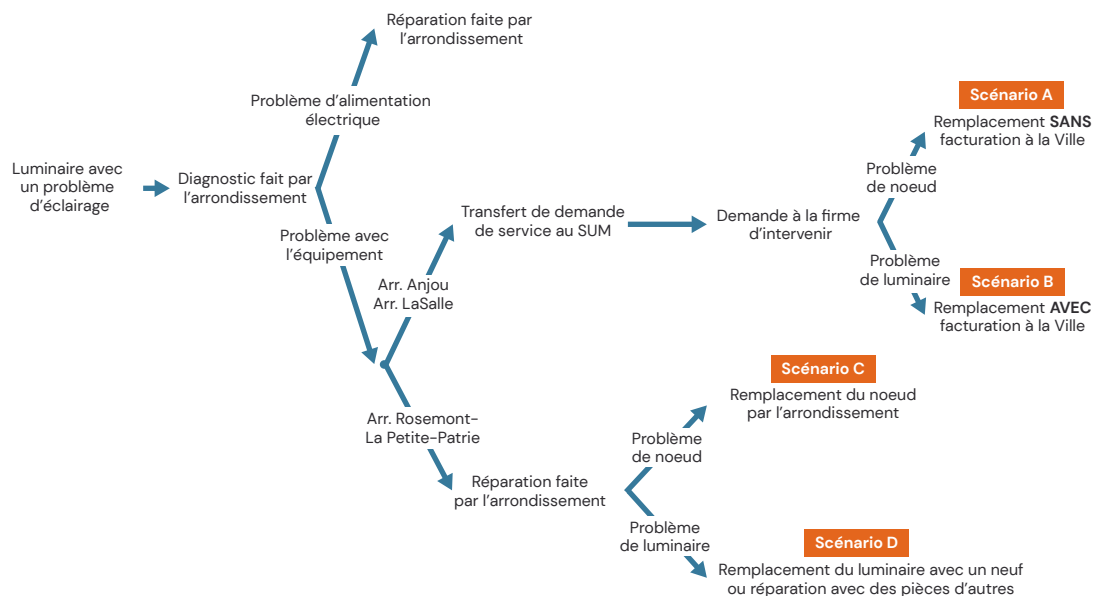 Luminaire avec
un problème
d'éclairage
Diagnostic fait par
l'arrondissement
Problème d'alimentation
électrique
Réparation faite par
l'arrondissement
Problème avec
l'équipement
Arr. Anjou
Arr. LaSalle
Transfert de demande
de service au SUM
Demande à la firme
d'intervenir
Problème
de noeud
Scénario A
Remplacement SANS
facturation à la Ville
Problème
de luminaire
Scénario B
Remplacement AVEC
facturation à la Ville
Arr. Rosemont-
La Petite-Patrie
Réparation faite
par l'arrondissement
Problème
de noeud
Scénario C
Remplacement du noeud
par l'arrondissement
Problème
de luminaire
Scénario D
Remplacement du luminaire avec un neuf
ou réparation avec des pièces d'autres